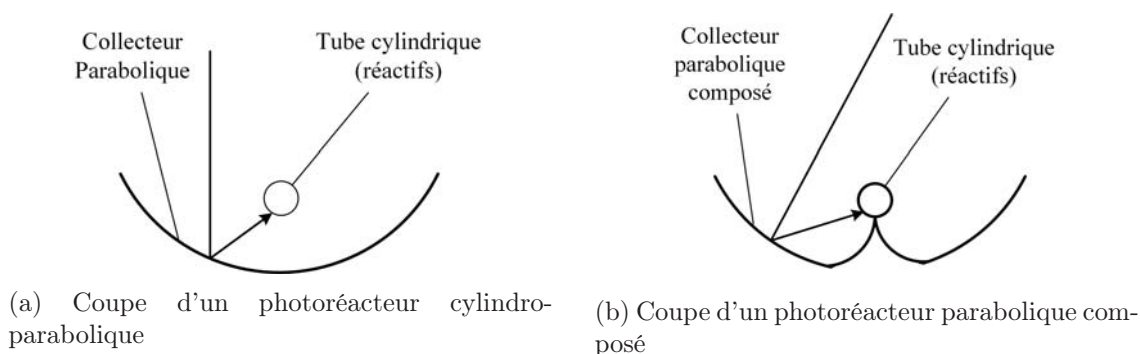 Collecteur
Parabolique
Tube cylindrique
(réactifs)
(a) Coupe d'un photoréacteur cylindro-
parabolique
Collecteur
parabolique
composé
Tube cylindrique
(réactifs)
(b) Coupe d'un photoréacteur parabolique com-
posé